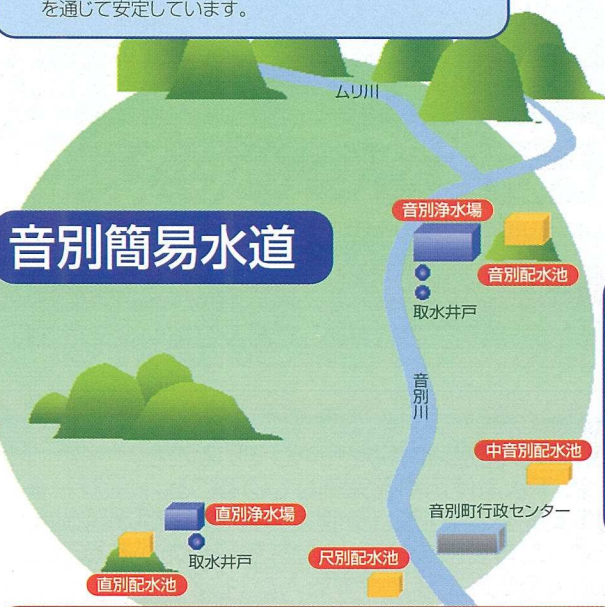 を通じて安定しています。
ムリ川
音別浄水場
音別簡易水道
音別配水池
取水井戸
音別川
中音別配水池
音別町行政センター
直別浄水場
取水井戸
尺別配水池
直別配水池